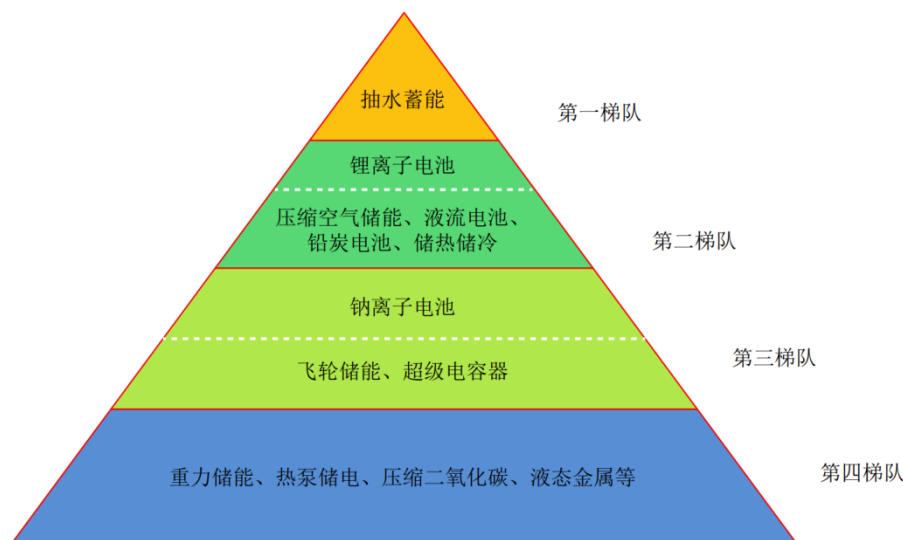 抽水蓄能
第一梯队
锂离子电池
压缩空气储能、液流电池、
铅炭电池、储热储冷
第二梯队
钠离子电池
飞轮储能、超级电容器
第三梯队
重力储能、热泵储电、压缩二氧化碳、液态金属等
第四梯队